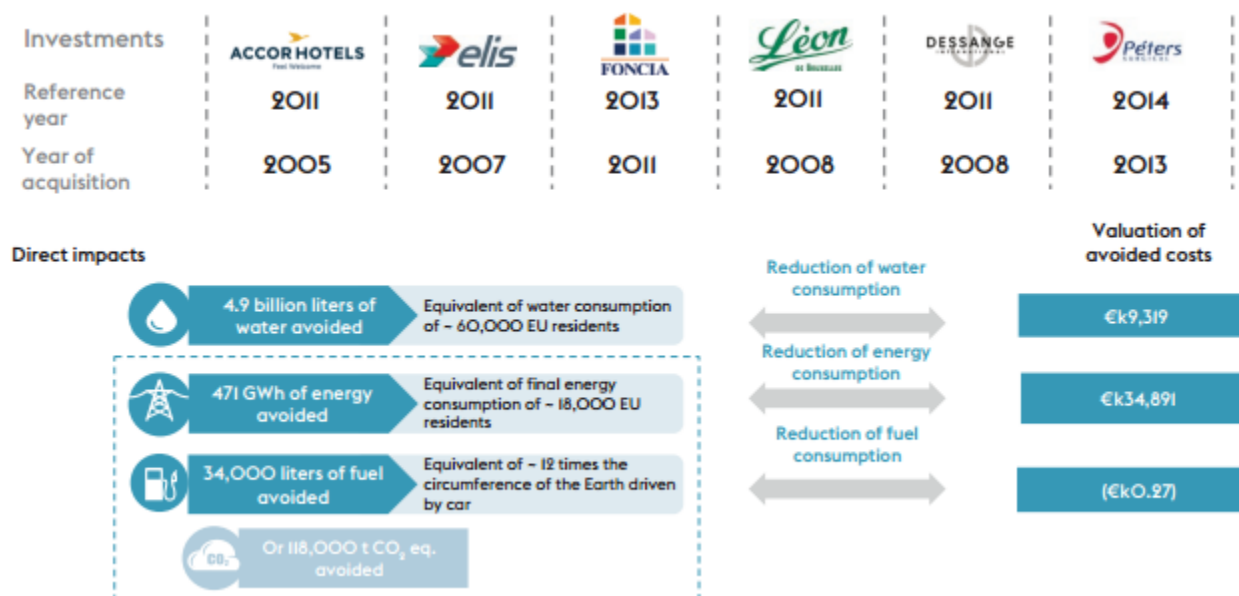 Investments
ACCOR HOTELS
Feel Welcome
elis
FONCIA
Léon
DE BRUXELLES
DESSANGE
INTERNATIONAL
Péters
SURGICAL
Reference
year
2011
2011
2013
2011
2011
2014
Year of
acquisition
2005
2007
2011
2008
2008
2013
Direct impacts
Valuation of
avoided costs
4.9 billion liters of
water avoided
Equivalent of water consumption
of ~ 60,000 EU residents
Reduction of water
consumption
€k9,319
471 GWh of energy
avoided
Equivalent of final energy
consumption of ~ 18,000 EU
residents
Reduction of energy
consumption
€k34,891
34,000 liters of fuel
avoided
Equivalent of ~ 12 times the
circumference of the Earth driven
by car
Reduction of fuel
consumption
(€k0.27)
CO₂
Or 118,000 t CO₂ eq.
avoided